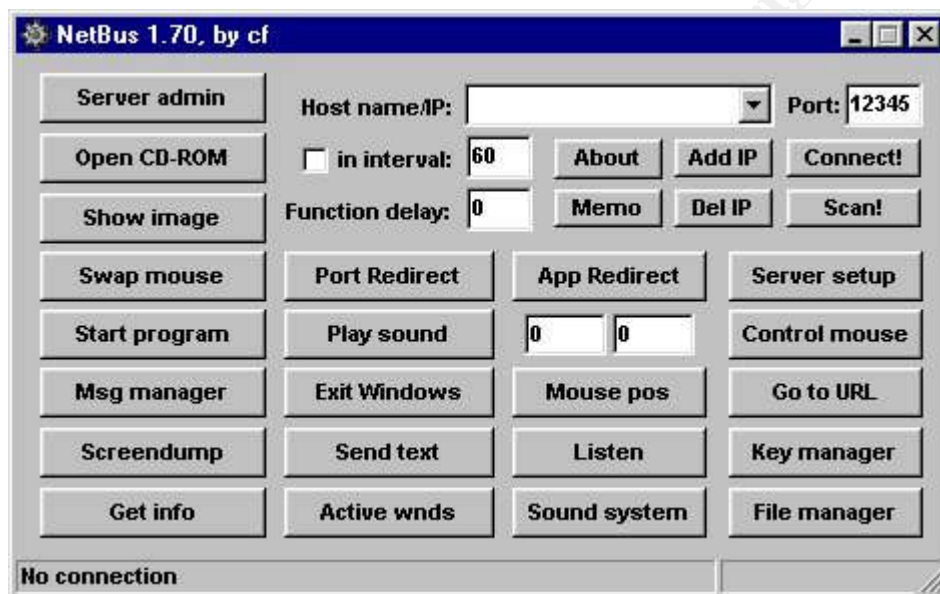 NetBus 1.70, by cf
Server admin
Host name/IP:
Port: 12345
Open CD-ROM
in interval: 60
About
Add IP
Connect!
Show image
Function delay: 0
Memo
Del IP
Scan!
Swap mouse
Port Redirect
App Redirect
Server setup
Start program
Play sound
0
0
Control mouse
Msg manager
Exit Windows
Mouse pos
Go to URL
Screendump
Send text
Listen
Key manager
Get info
Active wnds
Sound system
File manager
No connection